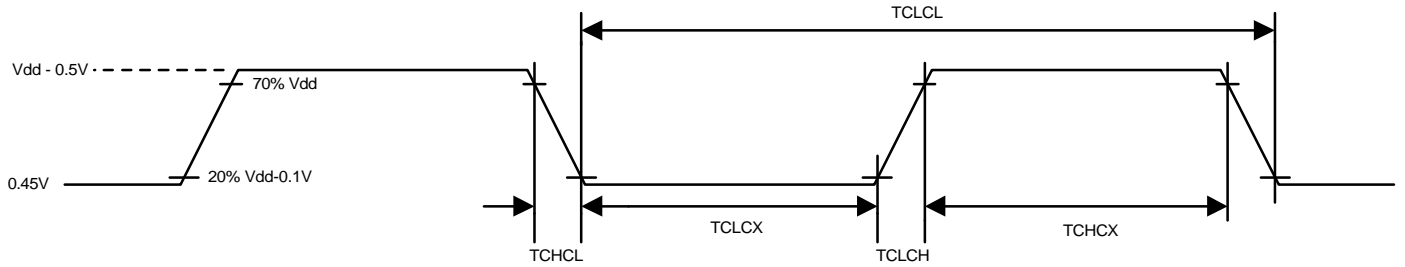 TCLCL
Vdd - 0.5V
70% Vdd
20% Vdd-0.1V
0.45V
TCLCX
TCHCX
TCHCL
TCLCH